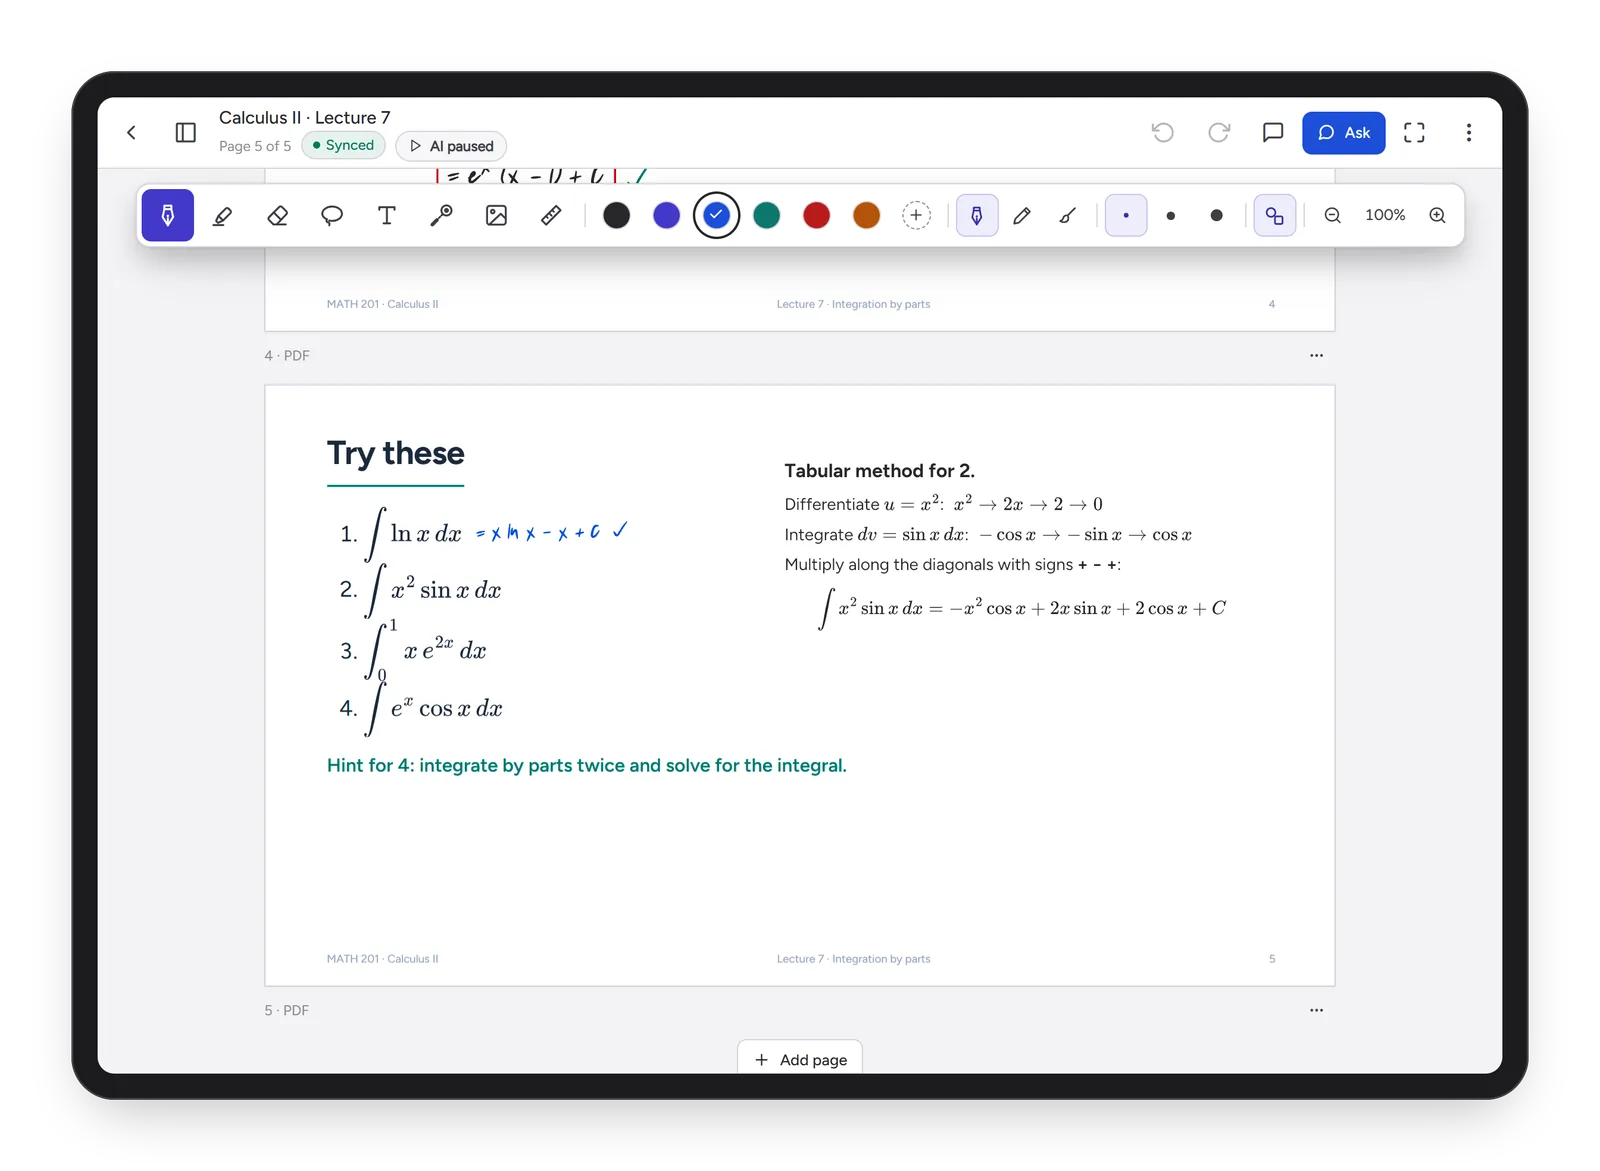 Calculus II · Lecture 7
Page 5 of 5 Synced AI paused
Ask
= eˣ (x - 1) + C ✓
100%
MATH 201 · Calculus II Lecture 7 · Integration by parts 4
4 · PDF
Try these
1. ∫ ln x dx = x ln x - x + C ✓
2. ∫ x² sin x dx
3. ∫₀¹ x e²ˣ dx
4. ∫ eˣ cos x dx
Hint for 4: integrate by parts twice and solve for the integral.
Tabular method for 2.
Differentiate u = x²: x² → 2x → 2 → 0
Integrate dv = sin x dx: − cos x → − sin x → cos x
Multiply along the diagonals with signs + - +:
∫ x² sin x dx = −x² cos x + 2x sin x + 2 cos x + C
MATH 201 · Calculus II Lecture 7 · Integration by parts 5
5 · PDF
+ Add page